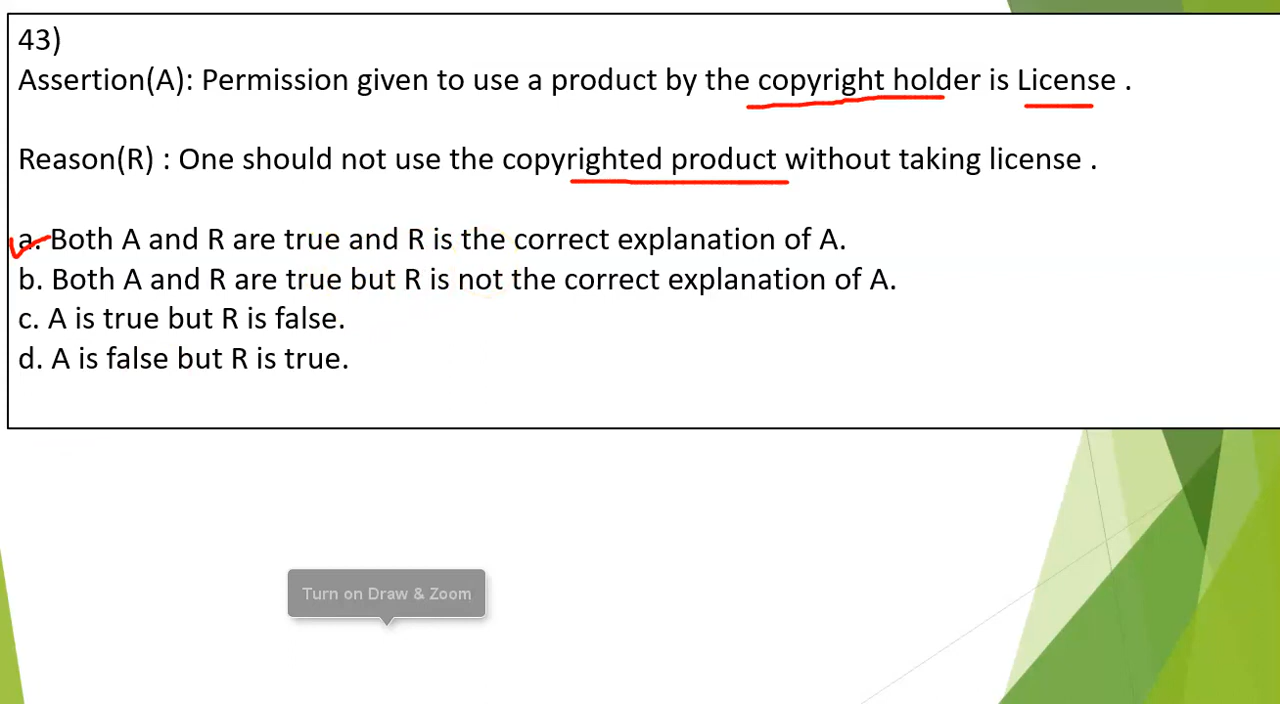 43)
Assertion(A): Permission given to use a product by the copyright holder is License .
Reason(R) : One should not use the copyrighted product without taking license .
a. Both A and R are true and R is the correct explanation of A.
b. Both A and R are true but R is not the correct explanation of A.
c. A is true but R is false.
d. A is false but R is true.
Turn on Draw & Zoom